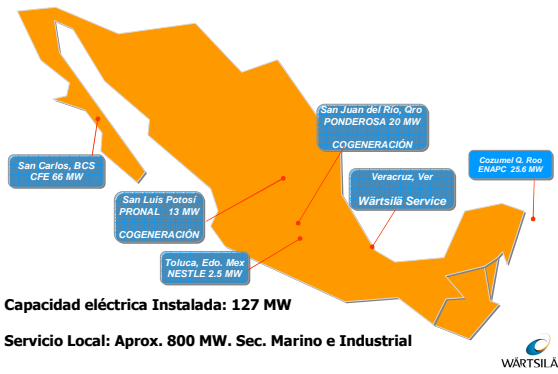 San Juan del Río, Qro
PONDEROSA 20 MW
COGENERACIÓN
San Carlos, BCS
CFE 66 MW
Cozumel Q. Roo
ENAPC 25.6 MW
Veracruz, Ver
Wärtsilä Service
San Luis Potosí
PRONAL 13 MW
COGENERACIÓN
Toluca, Edo. Mex
NESTLE 2.5 MW
Capacidad eléctrica Instalada: 127 MW
Servicio Local: Aprox. 800 MW. Sec. Marino e Industrial
WÄRTSILÄ